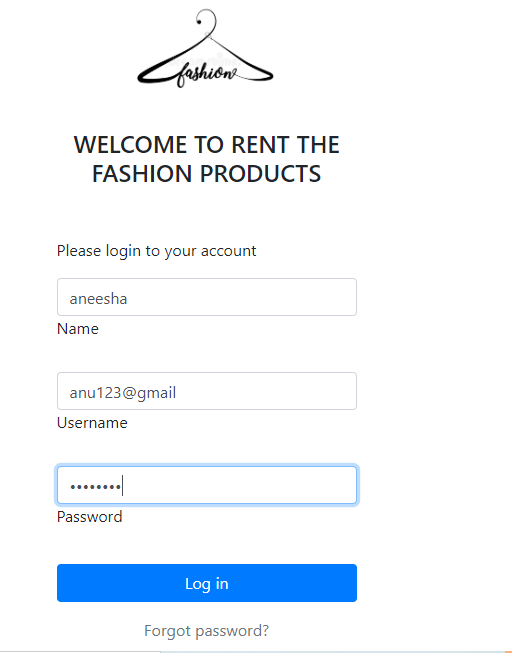 fashion
WELCOME TO RENT THE
FASHION PRODUCTS
Please login to your account
aneesha
Name
anu123@gmail
Username
••••••••
Password
Log in
Forgot password?